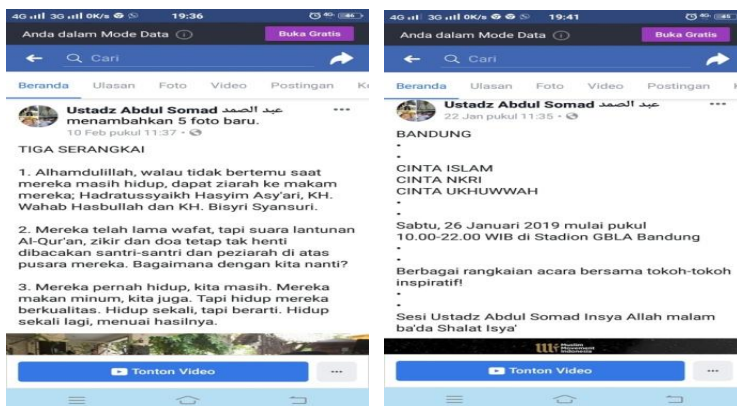 4G 3G 0K/s 19:36
Anda dalam Mode Data
Buka Gratis
Cari
Beranda Ulasan Foto Video Postingan
Ustadz Abdul Somad عبد الصمد
menambahkan 5 foto baru.
10 Feb pukul 11:37
TIGA SERANGKAI
1. Alhamdulillah, walau tidak bertemu saat
mereka masih hidup, dapat ziarah ke makam
mereka; Hadratussyaikh Hasyim Asy'ari, KH.
Wahab Hasbullah dan KH. Bisyri Syansuri.
2. Mereka telah lama wafat, tapi suara lantunan
Al-Qur'an, zikir dan doa tetap tak henti
dibacakan santri-santri dan peziarah di atas
pusara mereka. Bagaimana dengan kita nanti?
3. Mereka pernah hidup, kita masih. Mereka
makan minum, kita juga. Tapi hidup mereka
berkualitas. Hidup sekali, tapi berarti. Hidup
sekali lagi, menuai hasilnya.
Tonton Video
4G 3G 0K/s 19:41
Anda dalam Mode Data
Buka Gratis
Cari
Beranda Ulasan Foto Video Postingan
Ustadz Abdul Somad عبد الصمد
22 Jan pukul 11:35
BANDUNG
.
.
CINTA ISLAM
CINTA NKRI
CINTA UKHUWWAH
.
.
Sabtu, 26 Januari 2019 mulai pukul
10.00-22.00 WIB di Stadion GBLA Bandung
.
.
Berbagai rangkaian acara bersama tokoh-tokoh
inspiratif!
.
.
Sesi Ustadz Abdul Somad Insya Allah malam
ba'da Shalat Isya'
Muslim
Movement
Indonesia
Tonton Video